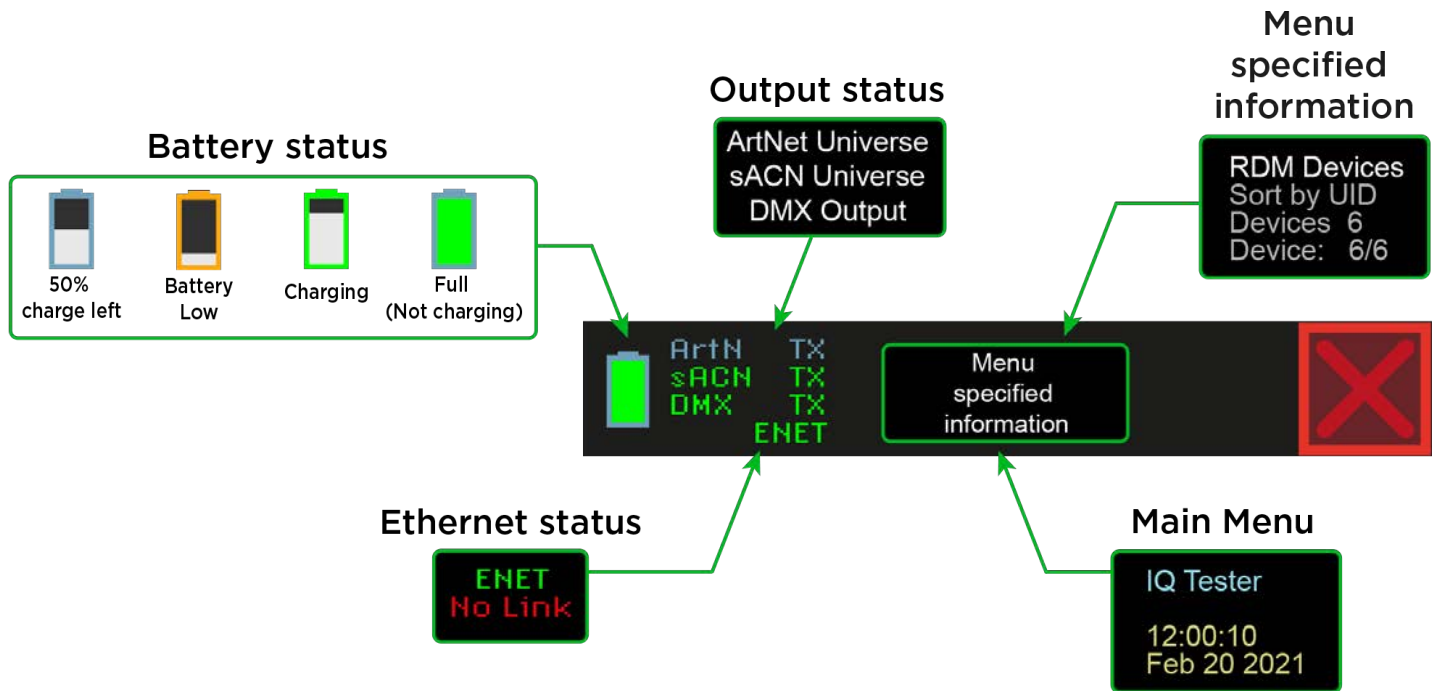 Menu
specified
information
Output status
Battery status
ArtNet Universe
sACN Universe
DMX Output
RDM Devices
Sort by UID
Devices 6
Device: 6/6
50%
charge left
Battery
Low
Charging
Full
(Not charging)
ArtN TX
sACN TX
DMX TX
ENET
Menu
specified
information
Ethernet status
ENET
No Link
Main Menu
IQ Tester
12:00:10
Feb 20 2021